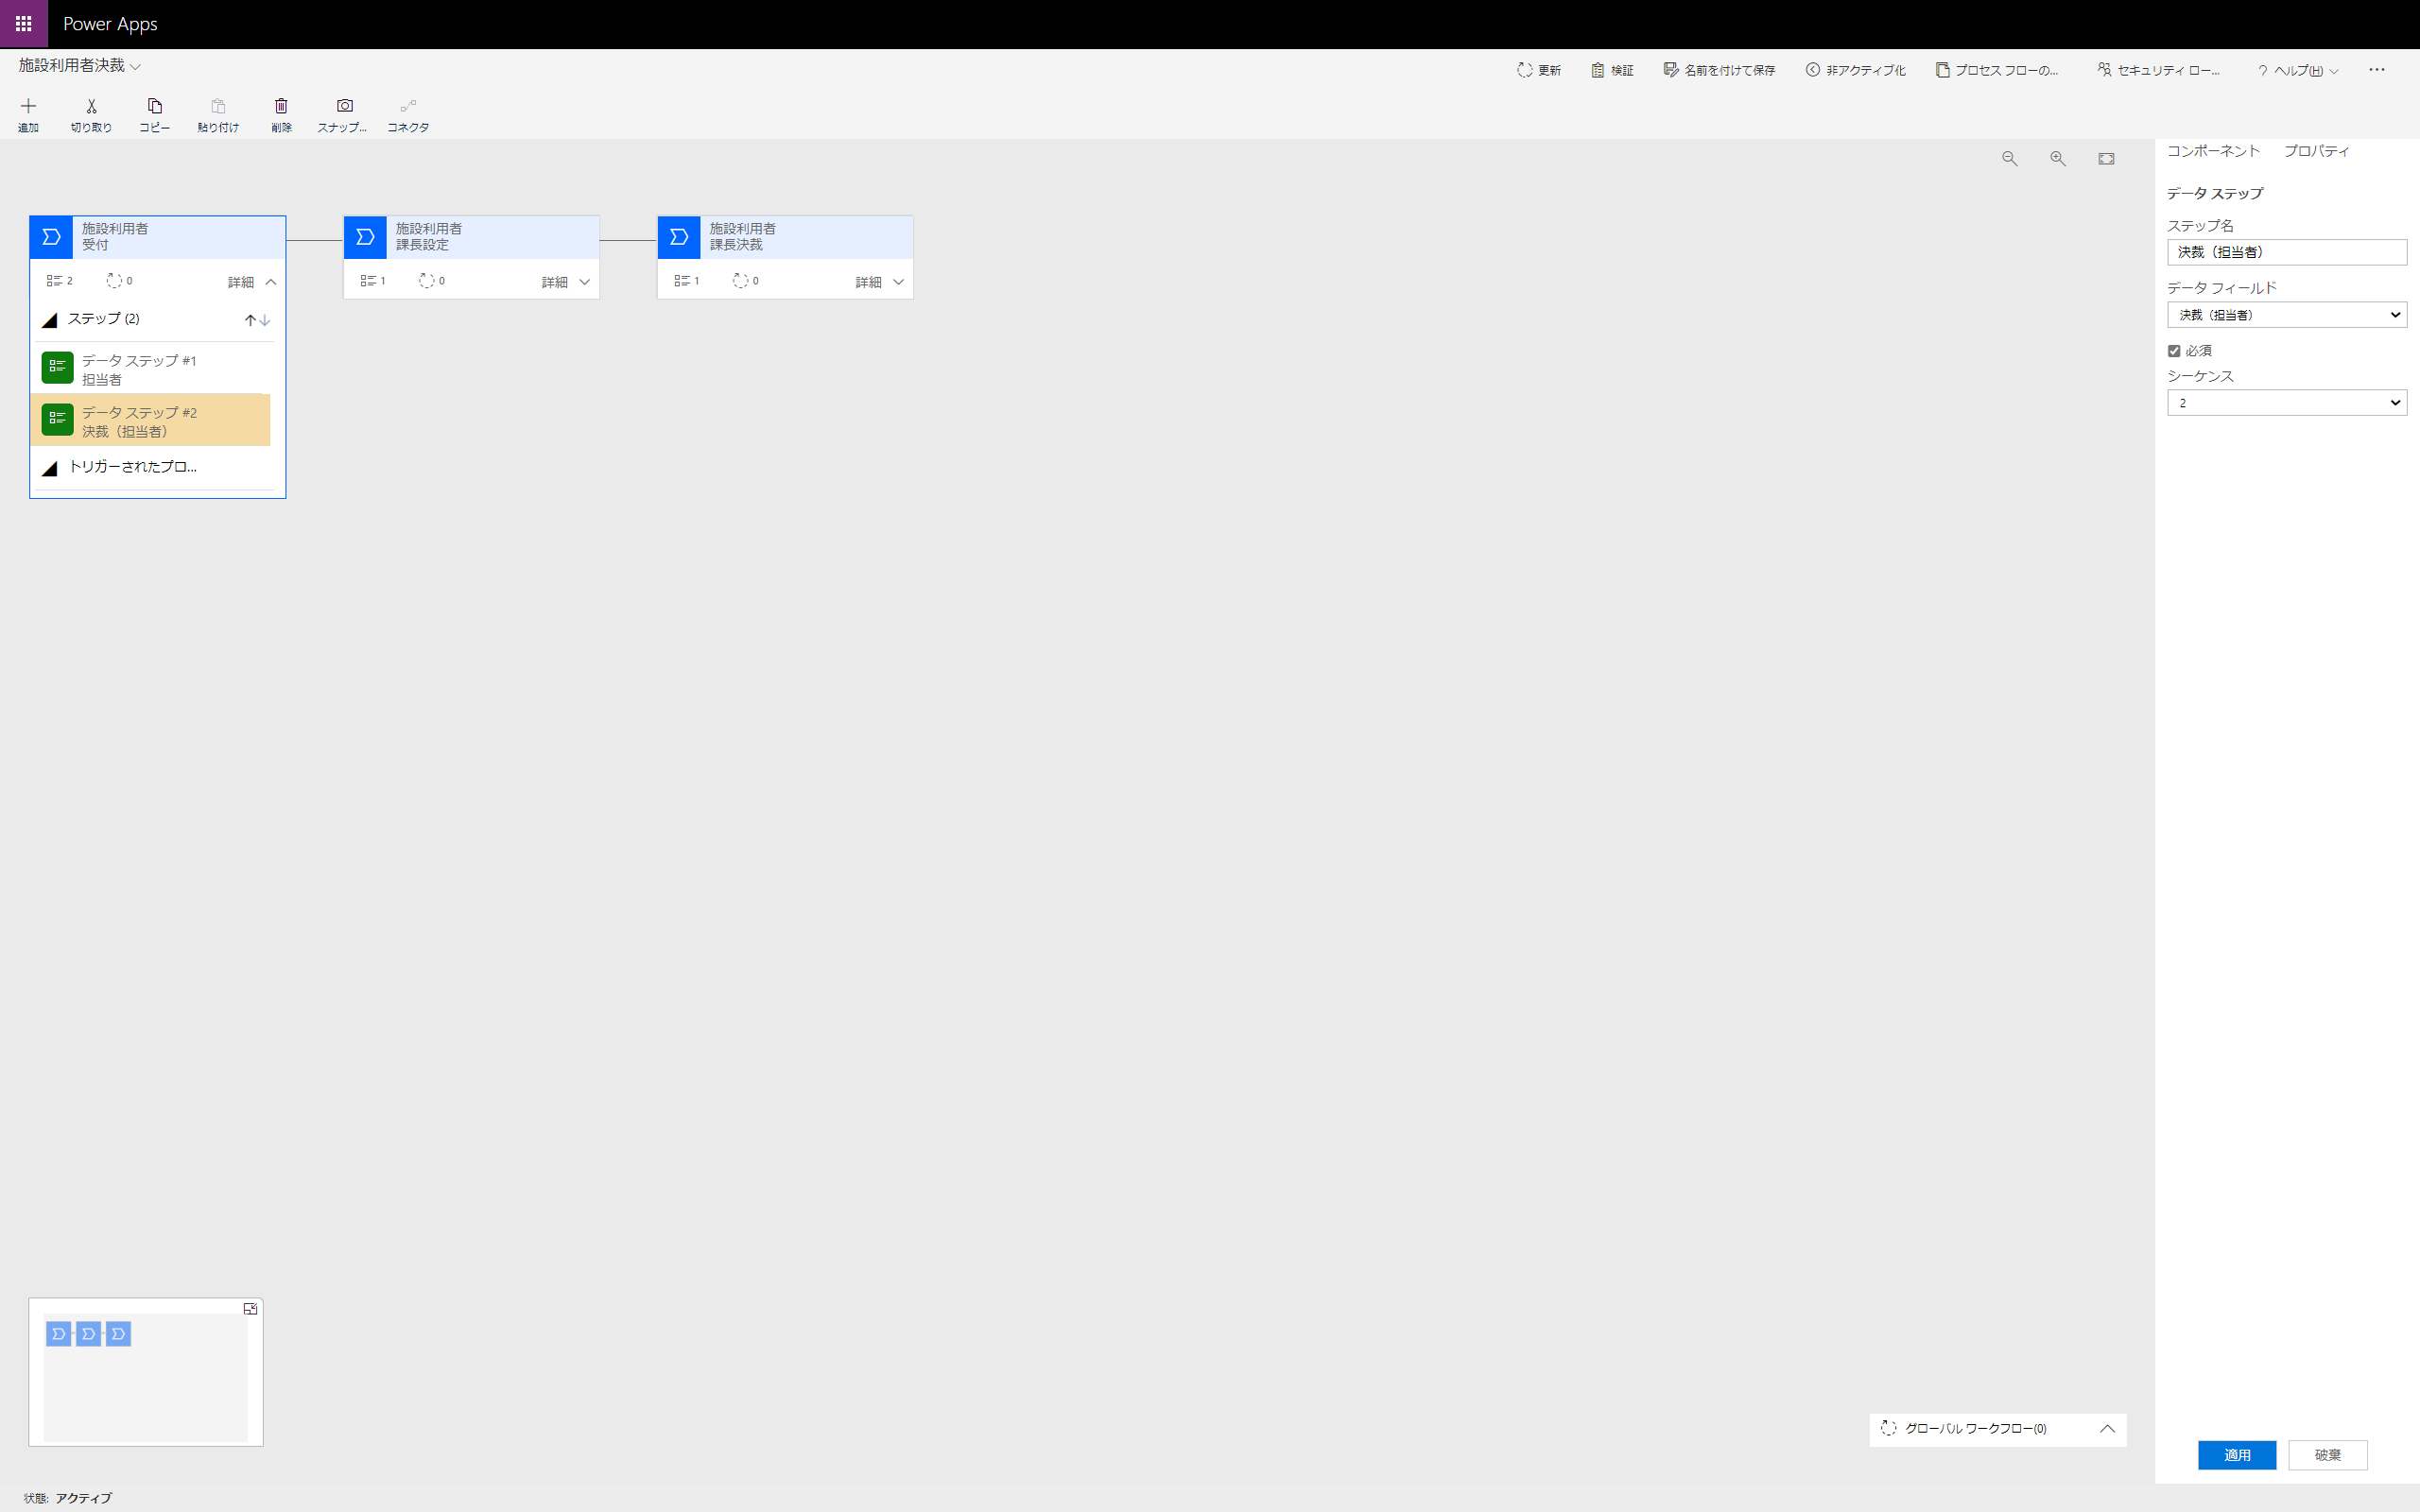 Power Apps
施設利用者決裁
更新
検証
名前を付けて保存
非アクティブ化
プロセス フローの...
セキュリティ ロー...
? ヘルプ(H)
追加
切り取り
コピー
貼り付け
削除
スナップ...
コネクタ
施設利用者
受付
2
0
詳細
ステップ (2)
データ ステップ #1
担当者
データ ステップ #2
決裁（担当者）
トリガーされたプロ...
施設利用者
課長設定
1
0
詳細
施設利用者
課長決裁
1
0
詳細
コンポーネント
プロパティ
データ ステップ
ステップ名
決裁（担当者）
データ フィールド
決裁（担当者）
必須
シーケンス
2
グローバル ワークフロー(0)
適用
破棄
状態: アクティブ